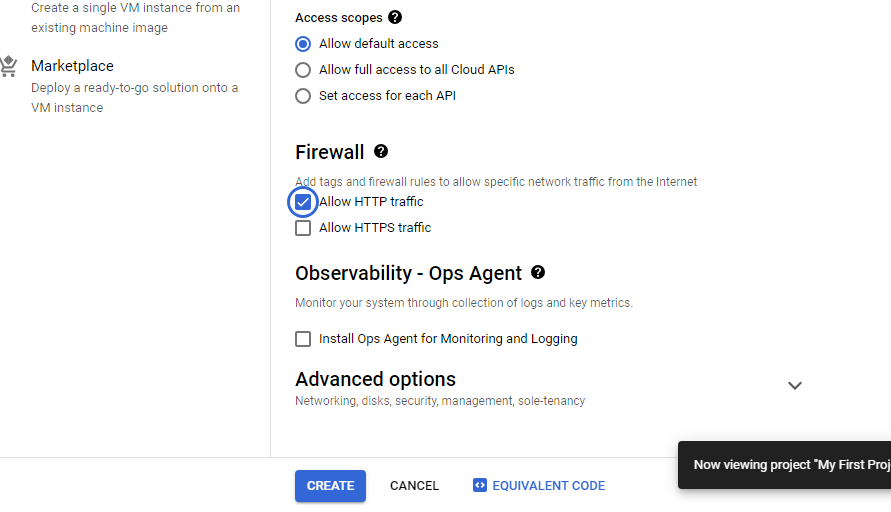 Create a single VM instance from an
existing machine image
Marketplace
Deploy a ready-to-go solution onto a
VM instance
Access scopes
Allow default access
Allow full access to all Cloud APIs
Set access for each API
Firewall
Add tags and firewall rules to allow specific network traffic from the Internet
Allow HTTP traffic
Allow HTTPS traffic
Observability - Ops Agent
Monitor your system through collection of logs and key metrics.
Install Ops Agent for Monitoring and Logging
Advanced options
Networking, disks, security, management, sole-tenancy
CREATE
CANCEL
EQUIVALENT CODE
Now viewing project "My First Proj